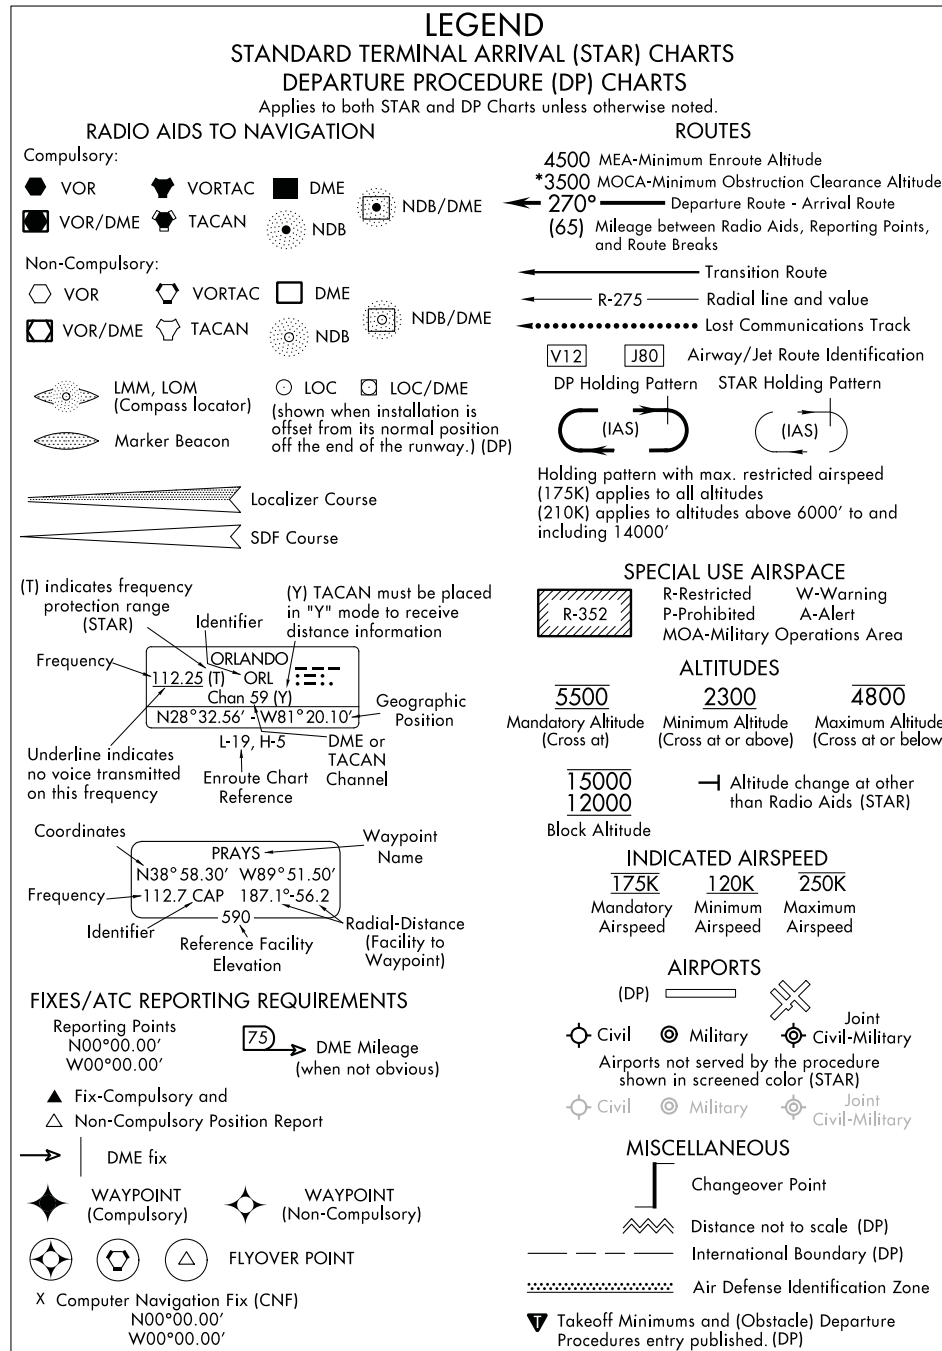 LEGEND
STANDARD TERMINAL ARRIVAL (STAR) CHARTS
DEPARTURE PROCEDURE (DP) CHARTS
Applies to both STAR and DP Charts unless otherwise noted.
RADIO AIDS TO NAVIGATION
Compulsory:
VOR
VORTAC
DME
NDB/DME
VOR/DME
TACAN
NDB
Non-Compulsory:
VOR
VORTAC
DME
NDB/DME
VOR/DME
TACAN
NDB
LMM, LOM
(Compass locator)
Marker Beacon
LOC
LOC/DME
(shown when installation is
offset from its normal position
off the end of the runway.) (DP)
Localizer Course
SDF Course
(T) indicates frequency
protection range
(STAR)
Identifier
(Y) TACAN must be placed
in "Y" mode to receive
distance information
Frequency
ORLANDO
112.25 (T) ORL
Chan 59 (Y)
N28°32.56' - W81°20.10'
Geographic
Position
L-19, H-5
Underline indicates
no voice transmitted
on this frequency
Enroute Chart
Reference
DME or
TACAN
Channel
Coordinates
Waypoint
Name
PRAYS
N38°58.30' W89°51.50'
Frequency
112.7 CAP 187.1°-56.2
590
Identifier
Reference Facility
Elevation
Radial-Distance
(Facility to
Waypoint)
FIXES/ATC REPORTING REQUIREMENTS
Reporting Points
N00°00.00'
W00°00.00'
75
DME Mileage
(when not obvious)
Fix-Compulsory and
Non-Compulsory Position Report
DME fix
WAYPOINT
(Compulsory)
WAYPOINT
(Non-Compulsory)
FLYOVER POINT
X Computer Navigation Fix (CNF)
N00°00.00'
W00°00.00'
ROUTES
4500 MEA-Minimum Enroute Altitude
*3500 MOCA-Minimum Obstruction Clearance Altitude
270° Departure Route - Arrival Route
(65) Mileage between Radio Aids, Reporting Points,
and Route Breaks
Transition Route
R-275 Radial line and value
Lost Communications Track
V12 J80 Airway/Jet Route Identification
DP Holding Pattern
STAR Holding Pattern
(IAS)
(IAS)
Holding pattern with max. restricted airspeed
(175K) applies to all altitudes
(210K) applies to altitudes above 6000' to and
including 14000'
SPECIAL USE AIRSPACE
R-352
R-Restricted W-Warning
P-Prohibited A-Alert
MOA-Military Operations Area
ALTITUDES
5500
Mandatory Altitude
(Cross at)
2300
Minimum Altitude
(Cross at or above)
4800
Maximum Altitude
(Cross at or below
15000
12000
Block Altitude
Altitude change at other
than Radio Aids (STAR)
INDICATED AIRSPEED
175K
Mandatory
Airspeed
120K
Minimum
Airspeed
250K
Maximum
Airspeed
AIRPORTS
(DP)
Civil
Military
Joint
Civil-Military
Airports not served by the procedure
shown in screened color (STAR)
Civil
Military
Joint
Civil-Military
MISCELLANEOUS
Changeover Point
Distance not to scale (DP)
International Boundary (DP)
Air Defense Identification Zone
T Takeoff Minimums and (Obstacle) Departure
Procedures entry published. (DP)